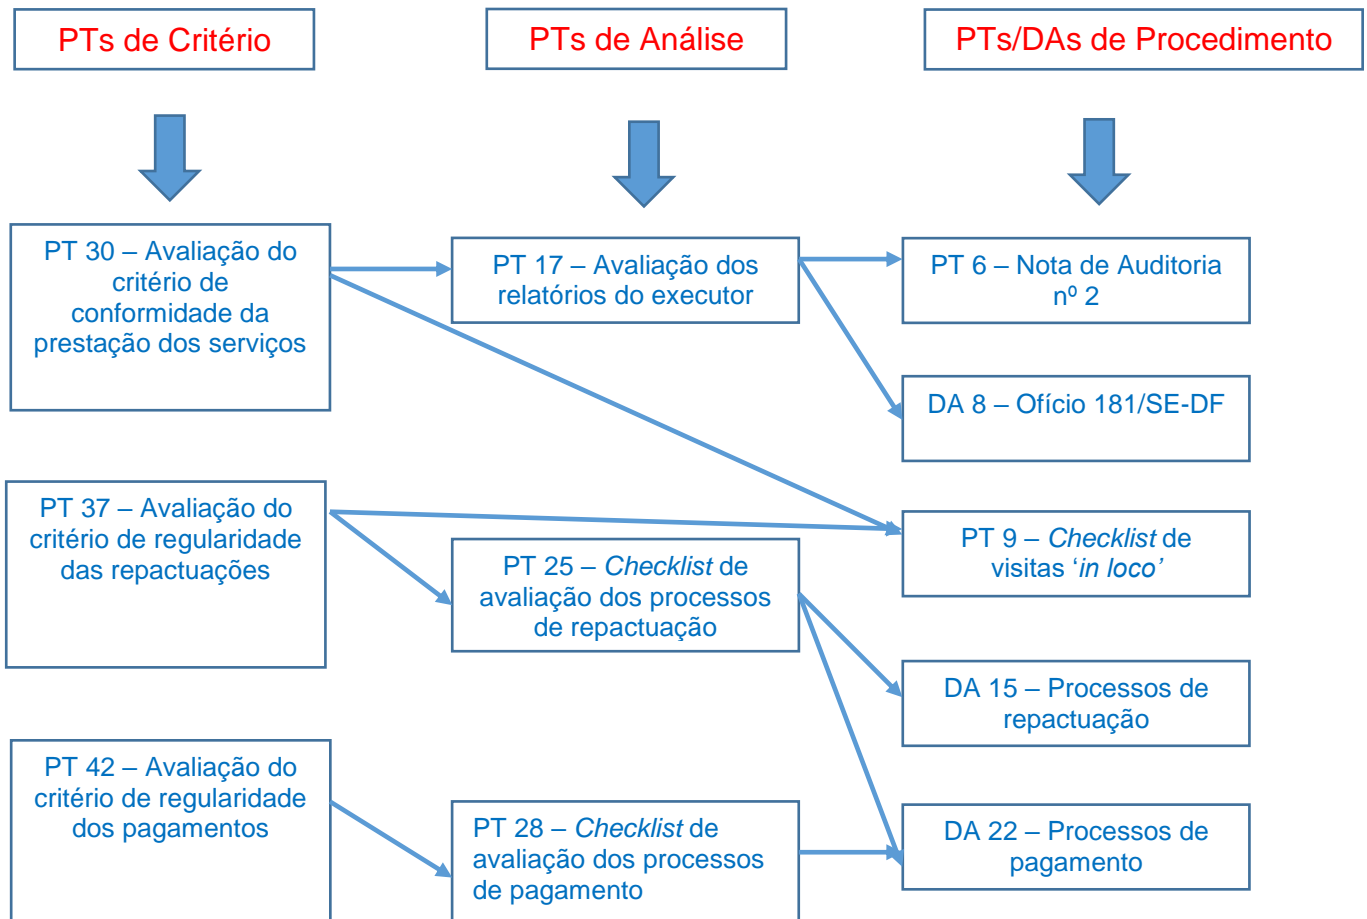 PTs de Critério
PTs de Análise
PTs/DAs de Procedimento
PT 30 – Avaliação do
critério de
conformidade da
prestação dos serviços
PT 17 – Avaliação dos
relatórios do executor
PT 6 – Nota de Auditoria
nº 2
DA 8 – Ofício 181/SE-DF
PT 37 – Avaliação do
critério de regularidade
das repactuações
PT 25 – Checklist de
avaliação dos processos
de repactuação
PT 9 – Checklist de
visitas ‘in loco’
DA 15 – Processos de
repactuação
PT 42 – Avaliação do
critério de regularidade
dos pagamentos
PT 28 – Checklist de
avaliação dos processos
de pagamento
DA 22 – Processos de
pagamento